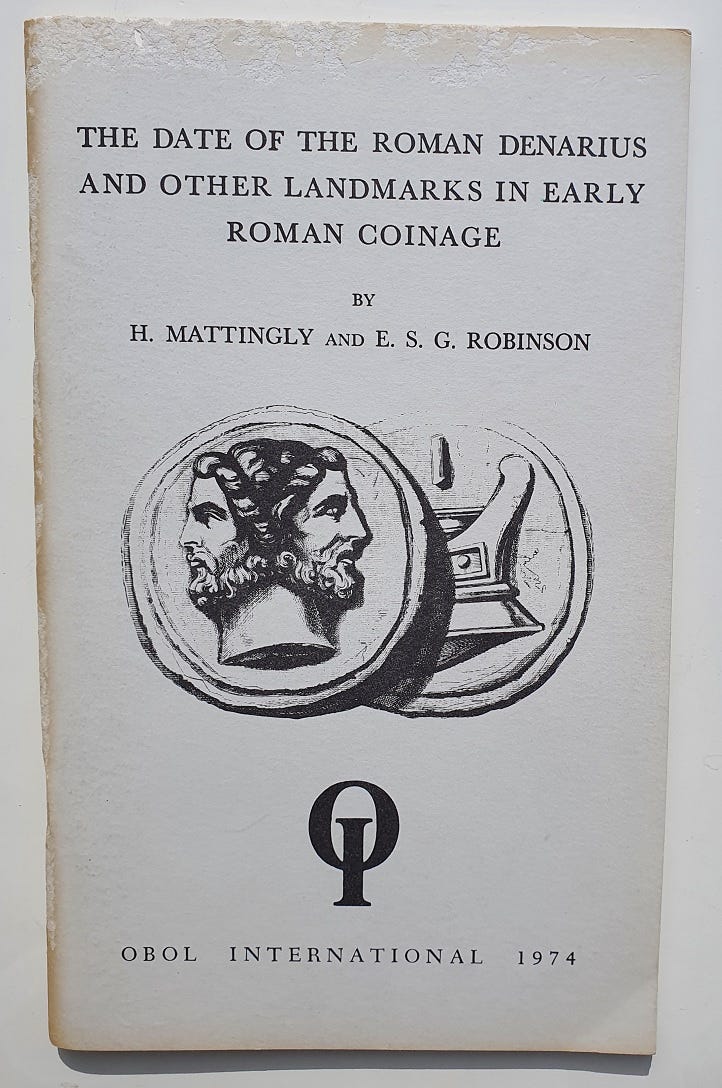 THE DATE OF THE ROMAN DENARIUS
AND OTHER LANDMARKS IN EARLY
ROMAN COINAGE
BY
H. MATTINGLY AND E. S. G. ROBINSON
OI
OBOL INTERNATIONAL 1974